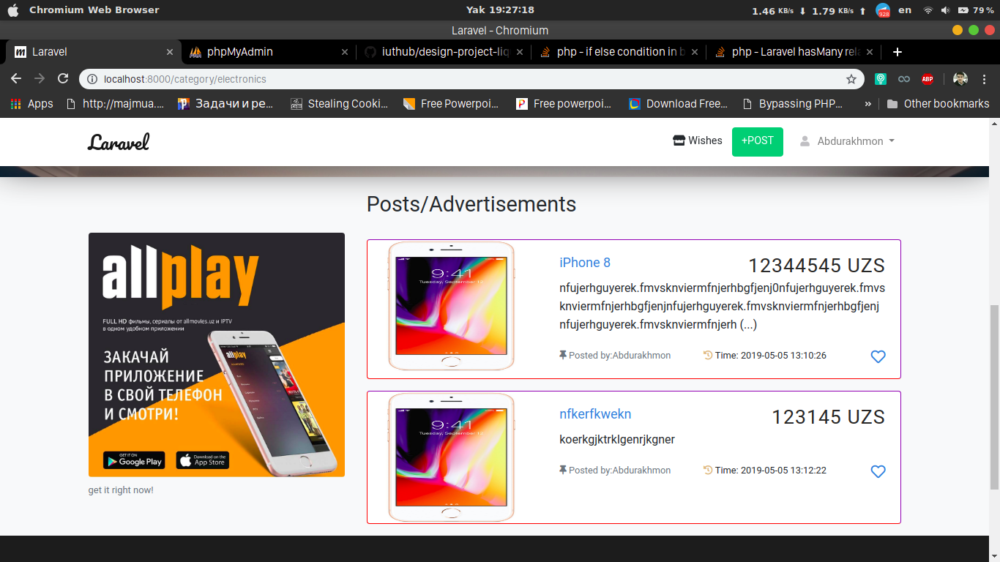 Chromium Web Browser
Yak 19:27:18
1.46 KB/s ⬇ 1.79 KB/s ⬆ 928 en 79 %
Laravel - Chromium
Laravel
phpMyAdmin
iuthub/design-project-liq
php - if else condition in b
php - Laravel hasMany rela
localhost:8000/category/electronics
ABP
Apps
http://majmua....
Задачи и ре...
Stealing Cooki...
Free Powerpoi...
Free powerpoi...
Download Free...
Bypassing PHP...
»
Other bookmarks
Laravel
Wishes
+POST
Abdurakhmon
Posts/Advertisements
allplay
FULL HD фильмы, сериалы от allmovies.uz и IPTV
в одном удобном приложении
ЗАКАЧАЙ
ПРИЛОЖЕНИЕ
В СВОЙ ТЕЛЕФОН
И СМОТРИ!
allplay
GET IT ON
Google Play
Download on the
App Store
get it right now!
9:41
Tuesday, September 12
iPhone 8
12344545 UZS
nfujerhguyerek.fmvsknviermfnjerhbgfjenj0nfujerhguyerek.fmvs
knviermfnjerhbgfjenjnfujerhguyerek.fmvsknviermfnjerhbgfjenj
nfujerhguyerek.fmvsknviermfnjerh (...)
Posted by:Abdurakhmon
Time: 2019-05-05 13:10:26
9:41
Tuesday, September 12
nfkerfkwekn
123145 UZS
koerkgjktrklgenrjkgner
Posted by:Abdurakhmon
Time: 2019-05-05 13:12:22